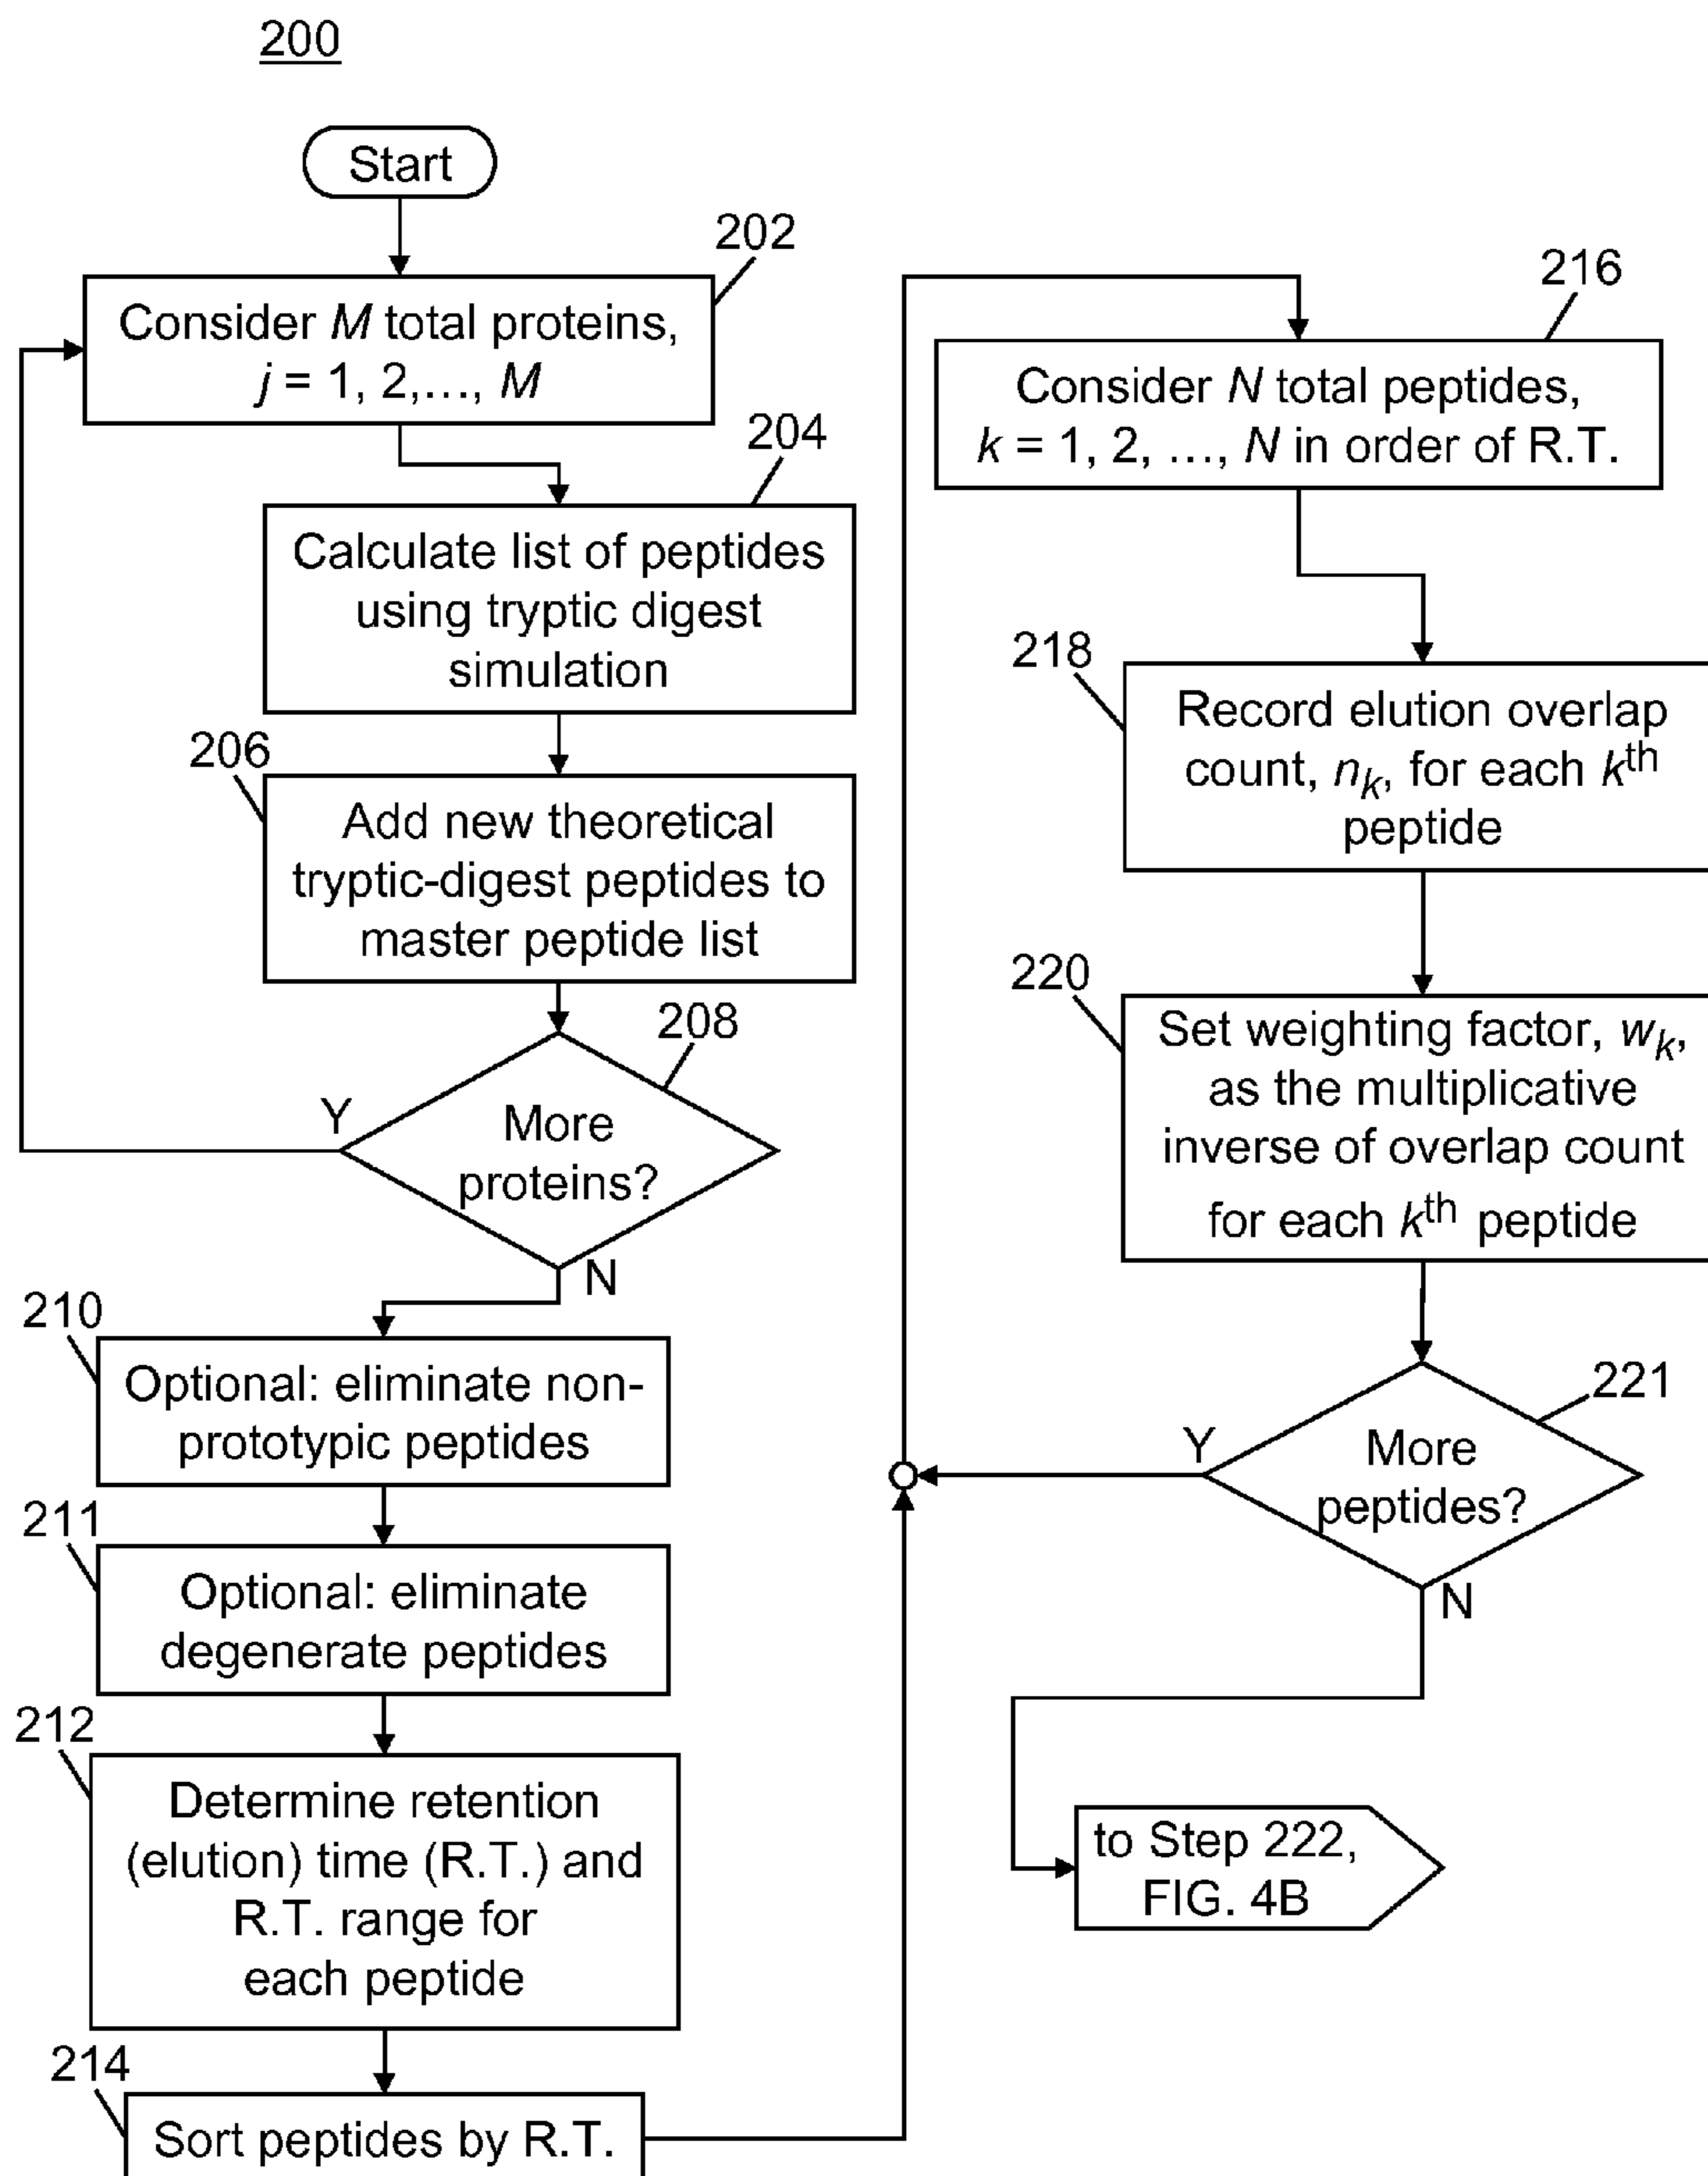 200
Start
202
Consider M total proteins,
j = 1, 2,..., M
204
Calculate list of peptides
using tryptic digest
simulation
206
Add new theoretical
tryptic-digest peptides to
master peptide list
208
More
proteins?
Y
N
210
Optional: eliminate non-
prototypic peptides
211
Optional: eliminate
degenerate peptides
212
Determine retention
(elution) time (R.T.) and
R.T. range for
each peptide
214
Sort peptides by R.T.
216
Consider N total peptides,
k = 1, 2, ..., N in order of R.T.
218
Record elution overlap
count, nk, for each kth
peptide
220
Set weighting factor, wk,
as the multiplicative
inverse of overlap count
for each kth peptide
221
More
peptides?
Y
N
to Step 222,
FIG. 4B